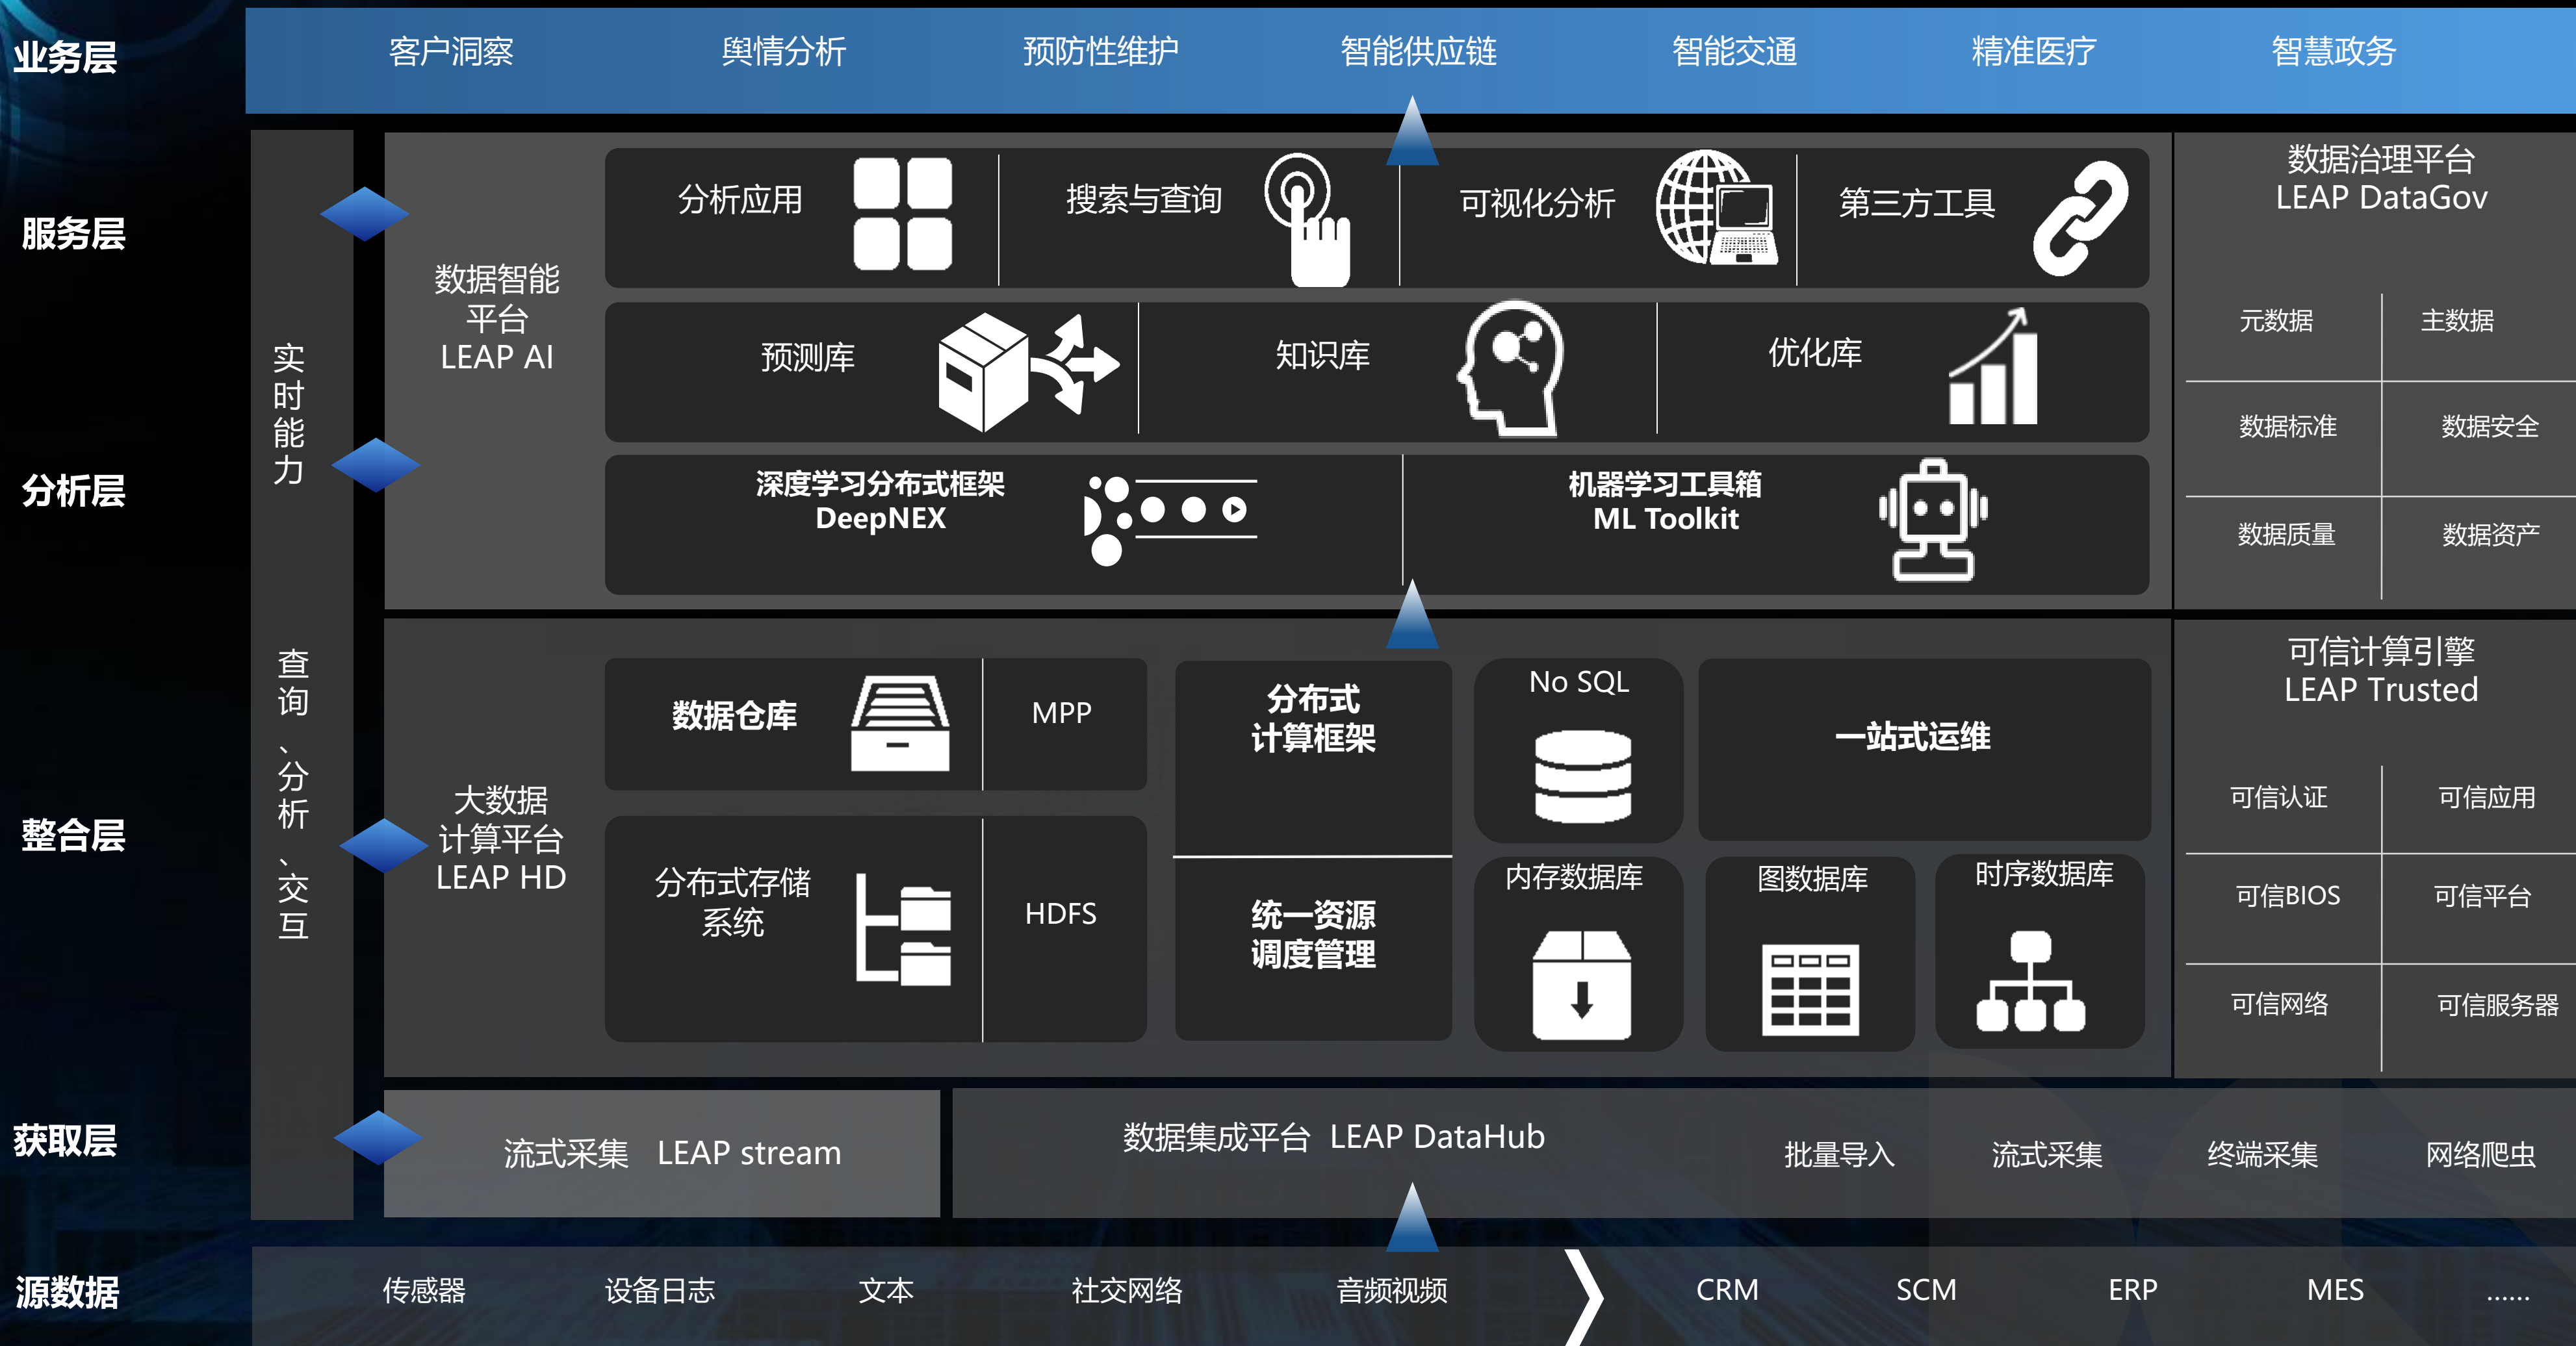 业务层
客户洞察
舆情分析
预防性维护
智能供应链
智能交通
精准医疗
智慧政务
服务层
分析层
整合层
获取层
源数据
实时能力
查询、分析、交互
数据智能
平台
LEAP AI
分析应用
搜索与查询
可视化分析
第三方工具
预测库
知识库
优化库
深度学习分布式框架
DeepNEX
机器学习工具箱
ML Toolkit
数据治理平台
LEAP DataGov
元数据
主数据
数据标准
数据安全
数据质量
数据资产
大数据
计算平台
LEAP HD
数据仓库
MPP
分布式存储
系统
HDFS
分布式
计算框架
统一资源
调度管理
No SQL
一站式运维
内存数据库
图数据库
时序数据库
可信计算引擎
LEAP Trusted
可信认证
可信应用
可信BIOS
可信平台
可信网络
可信服务器
流式采集 LEAP stream
数据集成平台 LEAP DataHub
批量导入
流式采集
终端采集
网络爬虫
传感器
设备日志
文本
社交网络
音频视频
CRM
SCM
ERP
MES
......